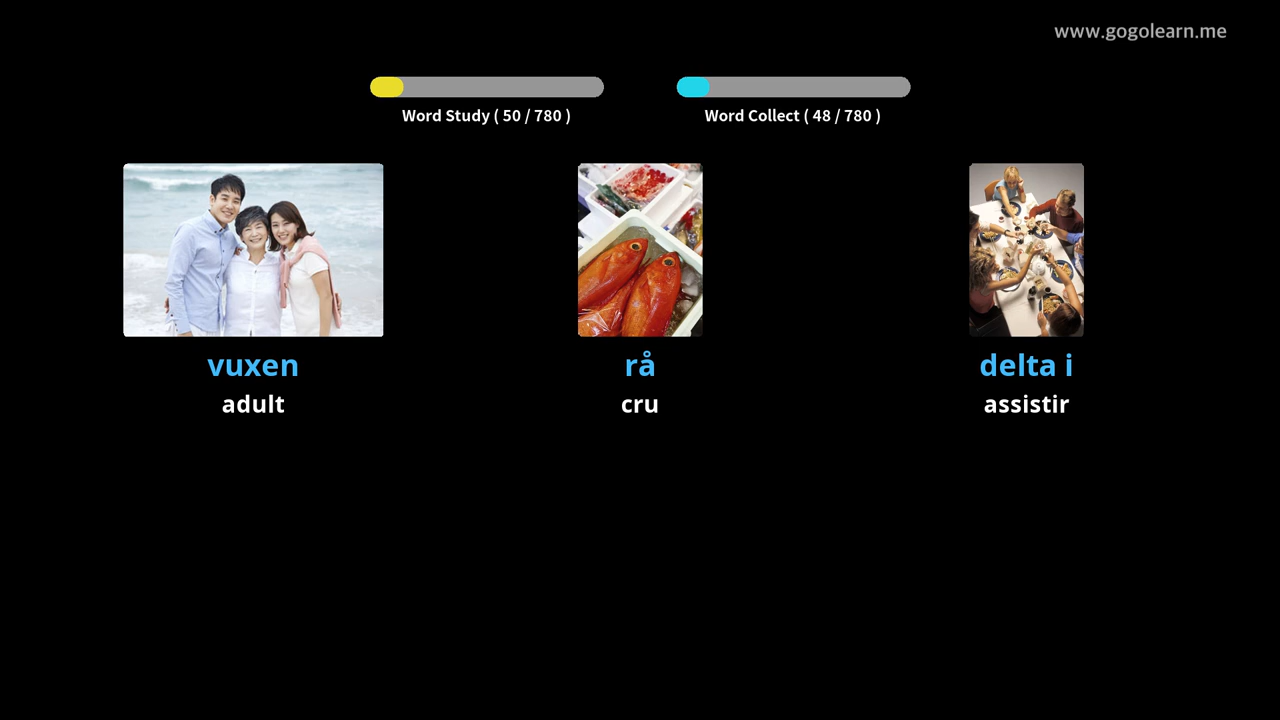 www.gogolearn.me
Word Study ( 50 / 780 )
Word Collect ( 48 / 780 )
vuxen
adult
rå
cru
delta i
assistir